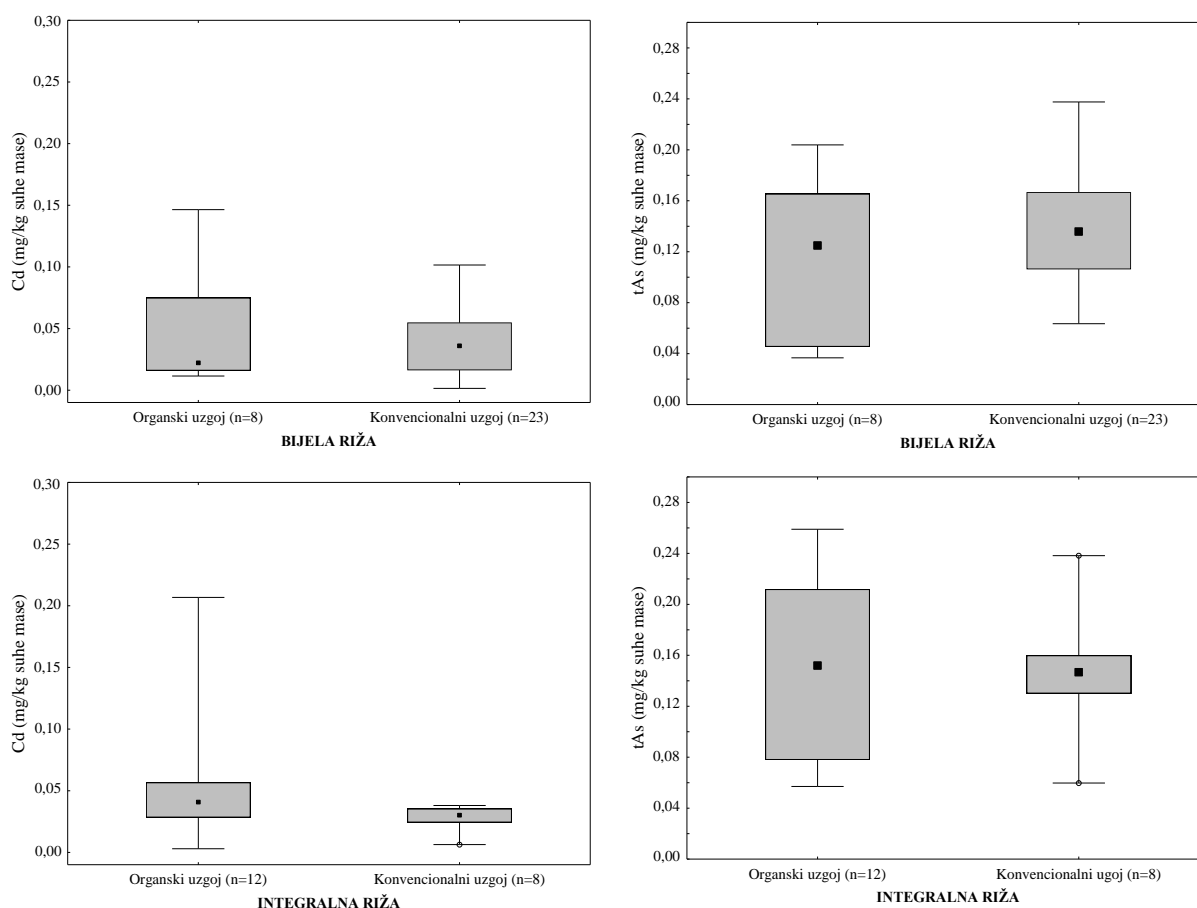 0,30
0,20
0,15
0,10
0,05
0,00
Cd (mg/kg suhe mase)
Organski uzgoj (n=8)
Konvencionalni uzgoj (n=23)
BIJELA RIŽA
0,28
0,24
0,20
0,16
0,12
0,08
0,04
0,00
tAs (mg/kg suhe mase)
Organski uzgoj (n=8)
Konvencionalni uzgoj (n=23)
BIJELA RIŽA
0,30
0,20
0,15
0,10
0,05
0,00
Cd (mg/kg suhe mase)
Organski uzgoj (n=12)
Konvencionalni uzgoj (n=8)
INTEGRALNA RIŽA
0,28
0,24
0,20
0,16
0,12
0,08
0,04
0,00
tAs (mg/kg suhe mase)
Organski uzgoj (n=12)
Konvencionalni ugoj (n=8)
INTEGRALNA RIŽA